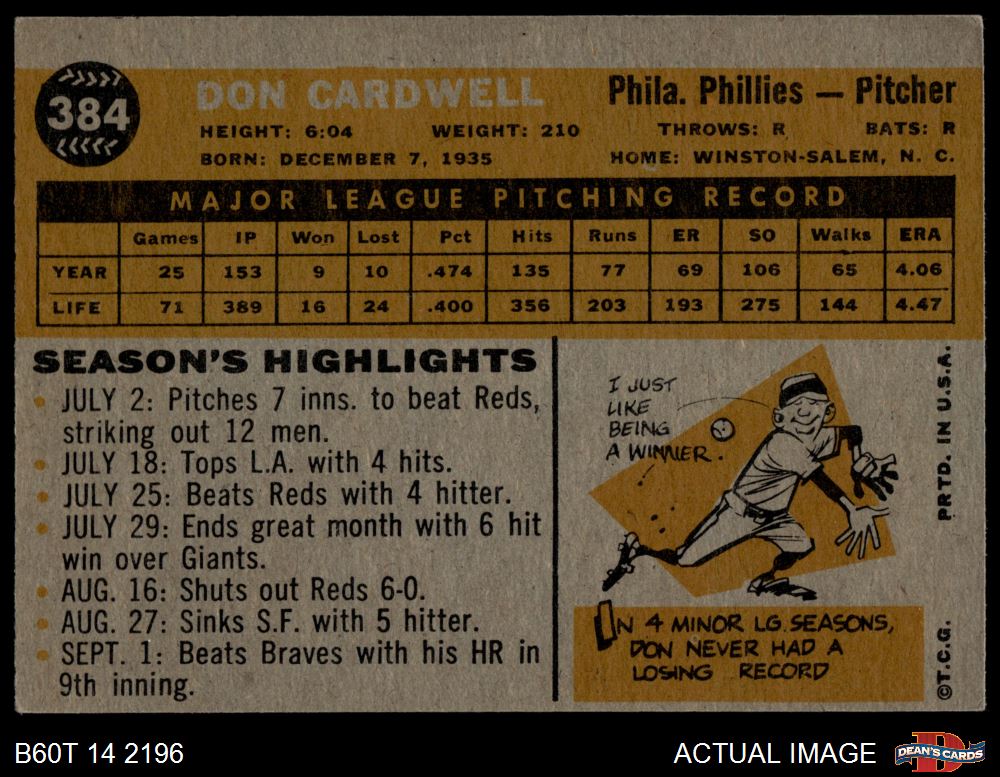 384
DON CARDWELL
Phila. Phillies — Pitcher
HEIGHT: 6:04 WEIGHT: 210 THROWS: R BATS: R
BORN: DECEMBER 7, 1935 HOME: WINSTON-SALEM, N. C.
MAJOR LEAGUE PITCHING RECORD
Games IP Won Lost Pct Hits Runs ER SO Walks ERA
YEAR 25 153 9 10 .474 135 77 69 106 65 4.06
LIFE 71 389 16 24 .400 356 203 193 275 144 4.47
SEASON'S HIGHLIGHTS
• JULY 2: Pitches 7 inns. to beat Reds,
striking out 12 men.
• JULY 18: Tops L.A. with 4 hits.
• JULY 25: Beats Reds with 4 hitter.
• JULY 29: Ends great month with 6 hit
win over Giants.
• AUG. 16: Shuts out Reds 6-0.
• AUG. 27: Sinks S.F. with 5 hitter.
• SEPT. 1: Beats Braves with his HR in
9th inning.
I JUST
LIKE
BEING
A WINNER.
IN 4 MINOR LG. SEASONS,
DON NEVER HAD A
LOSING RECORD
©T.C.G. PRTD. IN U.S.A.
B60T 14 2196
ACTUAL IMAGE
DEAN'S CARDS